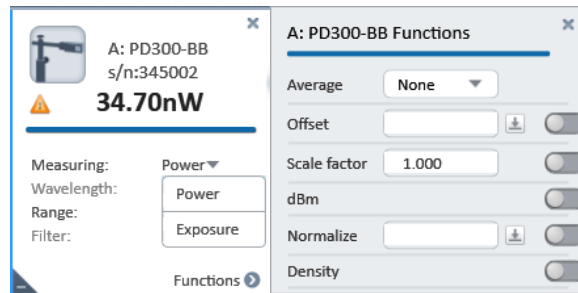 A: PD300-BB
s/n:345002
34.70nW
Measuring: Power
Wavelength:
Range:
Filter:
Power
Exposure
Functions
A: PD300-BB Functions
Average None
Offset
Scale factor 1.000
dBm
Normalize
Density